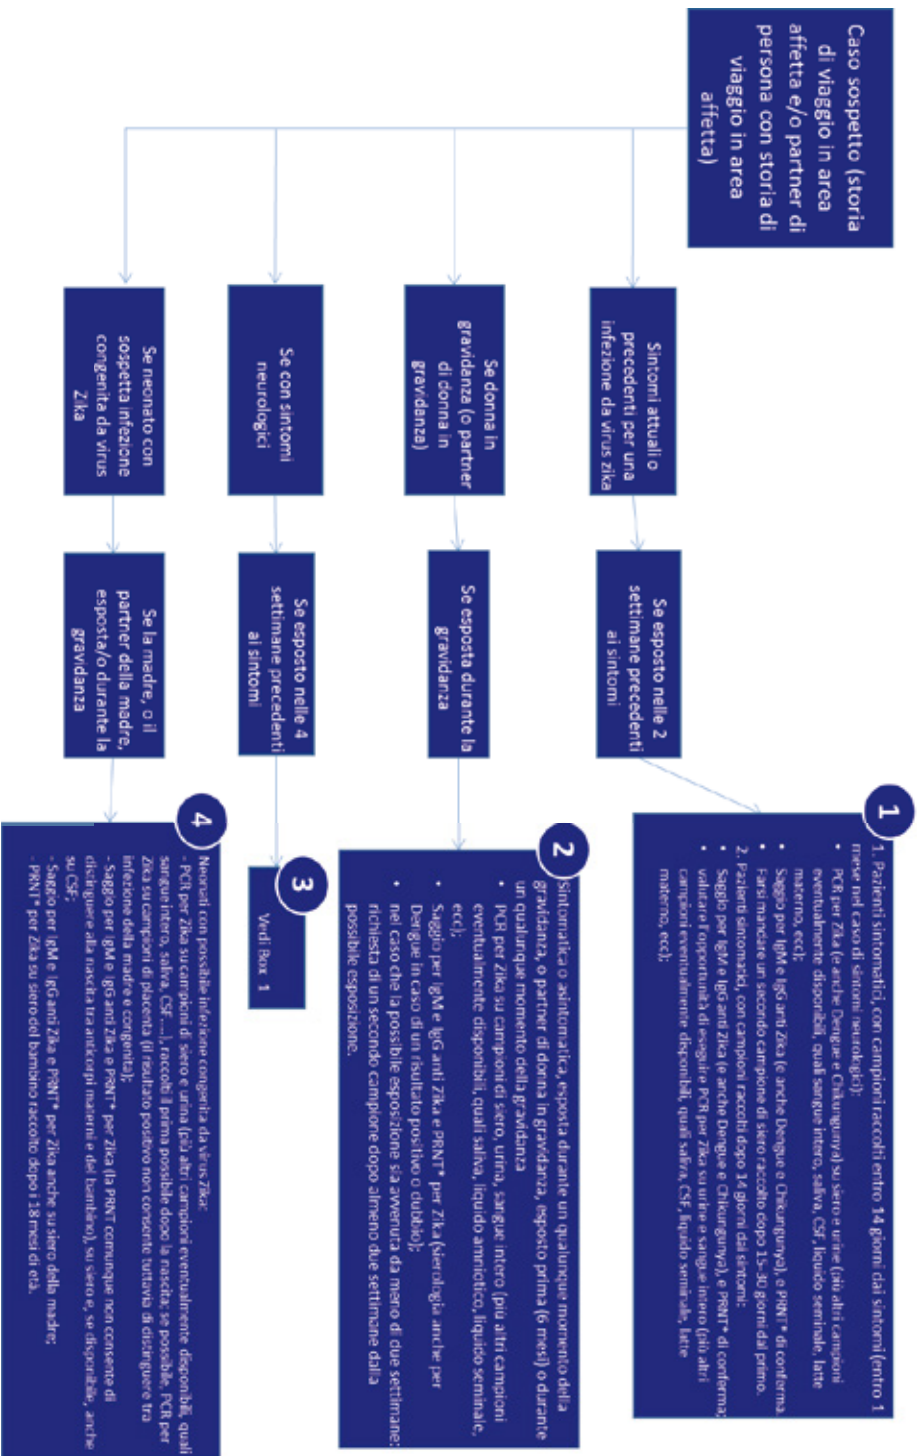 Caso sospetto (storia
di viaggio in area
affetta e/o partner di
persona con storia di
viaggio in area
affetta)
Sintomi attuali o
precedenti per una
infezione da virus zika
Se esposto nelle 2
settimane precedenti
ai sintomi
1
1. Pazienti sintomatici, con campioni raccolti entro 14 giorni dai sintomi (entro 1
mese nel caso di sintomi neurologici):
• PCR per Zika (e anche Dengue e Chikungunya) su siero e urine (più altri campioni
eventualmente disponibili, quali sangue intero, saliva, CSF, liquido seminale, latte
materno, ecc);
• Saggio per IgM e IgG anti Zika (e anche Dengue e Chikungunya), e PRNT* di conferma.
• Farsi mancare un secondo campione di siero raccolto dopo 15-30 giorni dal primo.
2. Pazienti sintomatici, con campioni raccolti dopo 14 giorni dai sintomi:
• Saggio per IgM e IgG anti Zika (e anche Dengue e Chikungunya), e PRNT* di conferma;
• valutare l'opportunità di eseguire PCR per Zika su urine e sangue intero (più altri
campioni eventualmente disponibili, quali saliva, CSF, liquido seminale, latte
materno, ecc);
Se donna in
gravidanza (o partner
di donna in
gravidanza)
Se esposta durante la
gravidanza
2
Sintomatica o asintomatica, esposta durante un qualunque momento della
gravidanza, o partner di donna in gravidanza, esposto prima (6 mesi) o durante
un qualunque momento della gravidanza
• PCR per Zika su campioni di siero, urina, sangue intero (più altri campioni
eventualmente disponibili, quali saliva, liquido amniotico, liquido seminale,
ecc);
• Saggio per IgM e IgG anti Zika e PRNT* per Zika (sierologia anche per
Dengue in caso di un risultato positivo o dubbio);
• nei caso che la possibile esposizione sia avvenuta da meno di due settimane:
richiesta di un secondo campione dopo almeno due settimane dalla
possibile esposizione.
Se con sintomi
neurologici
Se esposto nelle 4
settimane precedenti
ai sintomi
3
Vedi Box 1
Se neonato con
sospetta infezione
congenita da virus
Zika
Se la madre, o il
partner della madre,
esposta/o durante la
gravidanza
4
Neonati con possibile infezione congenita da virus Zika:
- PCR per Zika su campioni di siero e urina (più altri campioni eventualmente disponibili, quali
sangue intero, saliva, CSF ....), raccolti il prima possibile dopo la nascita; se possibile, PCR per
Zika su campioni di placenta (il risultato positivo non consente tuttavia di distinguere tra
infezione della madre e congenita);
- Saggio per IgM e IgG anti Zika e PRNT* per Zika (la PRNT comunque non consente di
distinguere alla nascita tra anticorpi materni e del bambino), su siero e, se disponibile, anche
su CSF;
- Saggio per IgM e IgG anti Zika e PRNT* per Zika anche su siero della madre;
- PRNT* per Zika su siero del bambino raccolto dopo i 18 mesi di età.